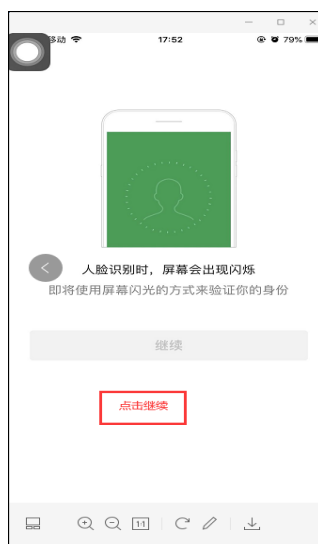 移动 17:52 79%
人脸识别时，屏幕会出现闪烁
即将使用屏幕闪光的方式来验证你的身份
继续
点击继续
1:1